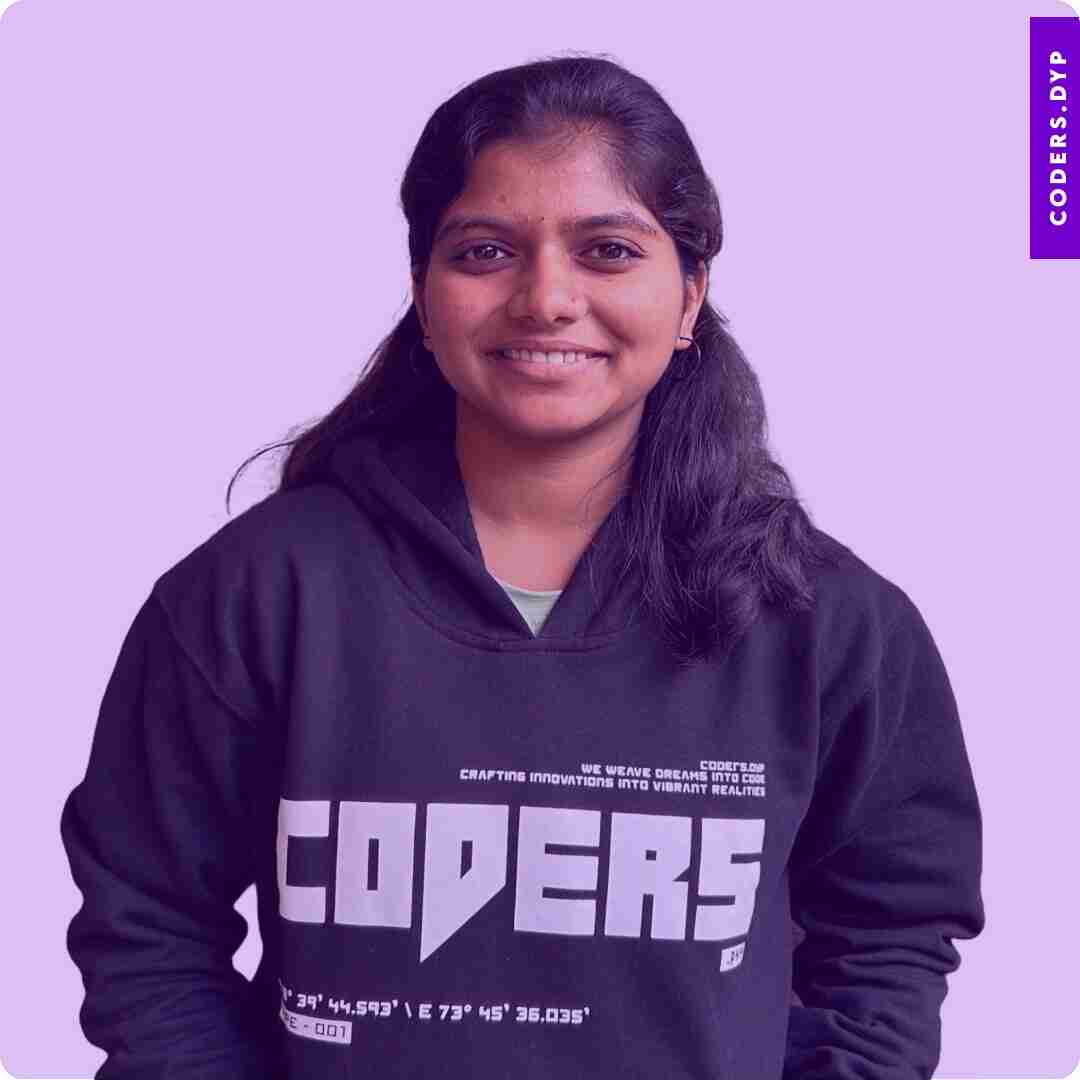 CODERS.DYP
CODERS.DYP
WE WEAVE DREAMS INTO CODE
CRAFTING INNOVATIONS INTO VIBRANT REALITIES
CODERS
39' 44.593' \ E 73° 45' 36.035'
- 001